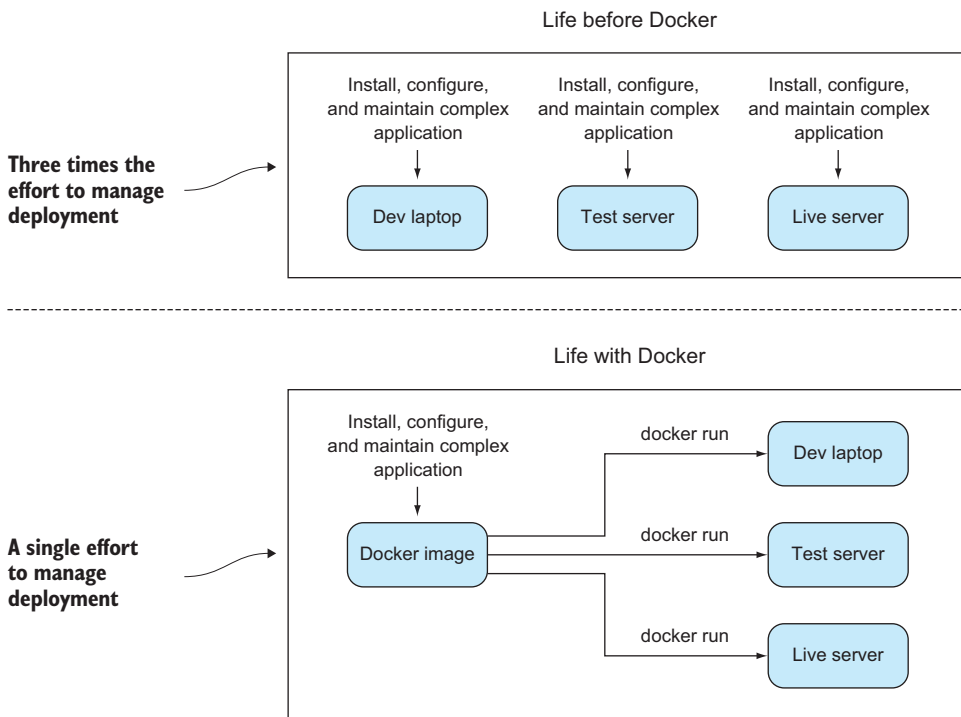 Life before Docker
Install, configure,
and maintain complex
application
Install, configure,
and maintain complex
application
Install, configure,
and maintain complex
application
Three times the
effort to manage
deployment
Dev laptop
Test server
Live server
Life with Docker
Install, configure,
and maintain complex
application
docker run
Dev laptop
A single effort
to manage
deployment
Docker image
docker run
Test server
docker run
Live server